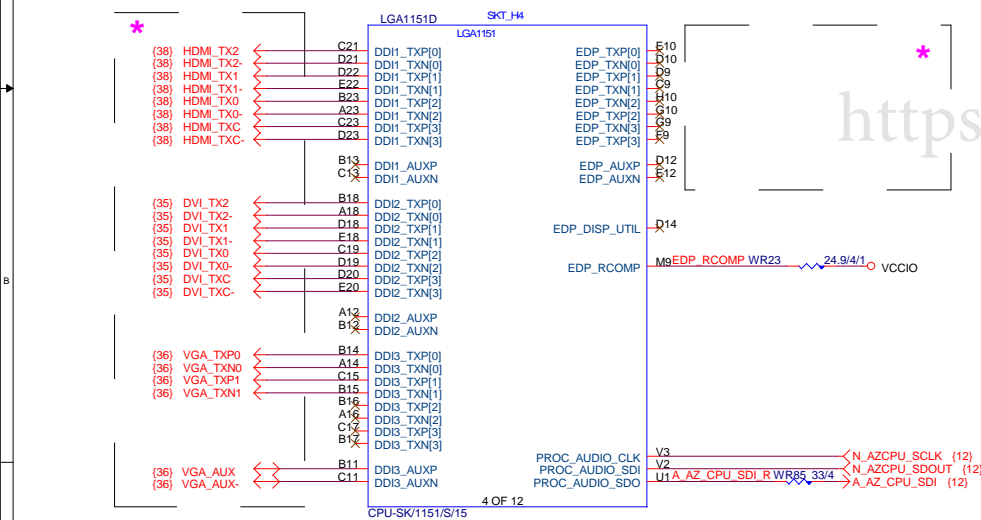 LGA1151D SKT_H4
LGA1151
* *
{38} HDMI_TX2 C21 DDI1_TXP[0] EDP_TXP[0] E10
{38} HDMI_TX2- D21 DDI1_TXN[0] EDP_TXN[0] D10
{38} HDMI_TX1 D22 DDI1_TXP[1] EDP_TXP[1] D9
{38} HDMI_TX1- E22 DDI1_TXN[1] EDP_TXN[1] C9
{38} HDMI_TX0 B23 DDI1_TXP[2] EDP_TXN[2] H10
{38} HDMI_TX0- A23 DDI1_TXN[2] EDP_TXP[2] G10
{38} HDMI_TXC C23 DDI1_TXP[3] EDP_TXN[3] G9
{38} HDMI_TXC- D23 DDI1_TXN[3] EDP_TXP[3] F9
https
B13 DDI1_AUXP EDP_AUXP D12
C13 DDI1_AUXN EDP_AUXN E12
{35} DVI_TX2 B18 DDI2_TXP[0]
{35} DVI_TX2- A18 DDI2_TXN[0]
{35} DVI_TX1 D18 DDI2_TXP[1] EDP_DISP_UTIL D14
{35} DVI_TX1- E18 DDI2_TXN[1]
{35} DVI_TX0 C19 DDI2_TXP[2]
{35} DVI_TX0- D19 DDI2_TXN[2] EDP_RCOMP M9 EDP_RCOMP WR23 24.9/4/1 VCCIO
{35} DVI_TXC D20 DDI2_TXP[3]
B
{35} DVI_TXC- E20 DDI2_TXN[3]
A12 DDI2_AUXP
B12 DDI2_AUXN
{36} VGA_TXP0 B14 DDI3_TXP[0]
{36} VGA_TXN0 A14 DDI3_TXN[0]
{36} VGA_TXP1 C15 DDI3_TXP[1]
{36} VGA_TXN1 B15 DDI3_TXN[1]
B16 DDI3_TXP[2]
A16 DDI3_TXN[2]
C17 DDI3_TXP[3]
B17 DDI3_TXN[3]
PROC_AUDIO_CLK V3 N_AZCPU_SCLK {12}
{36} VGA_AUX B11 DDI3_AUXP PROC_AUDIO_SDI V2 N_AZCPU_SDOUT {12}
{36} VGA_AUX- C11 DDI3_AUXN PROC_AUDIO_SDO U1 A_AZ_CPU_SDI_R WR85 33/4 A_AZ_CPU_SDI {12}
4 OF 12
CPU-SK/1151/S/15